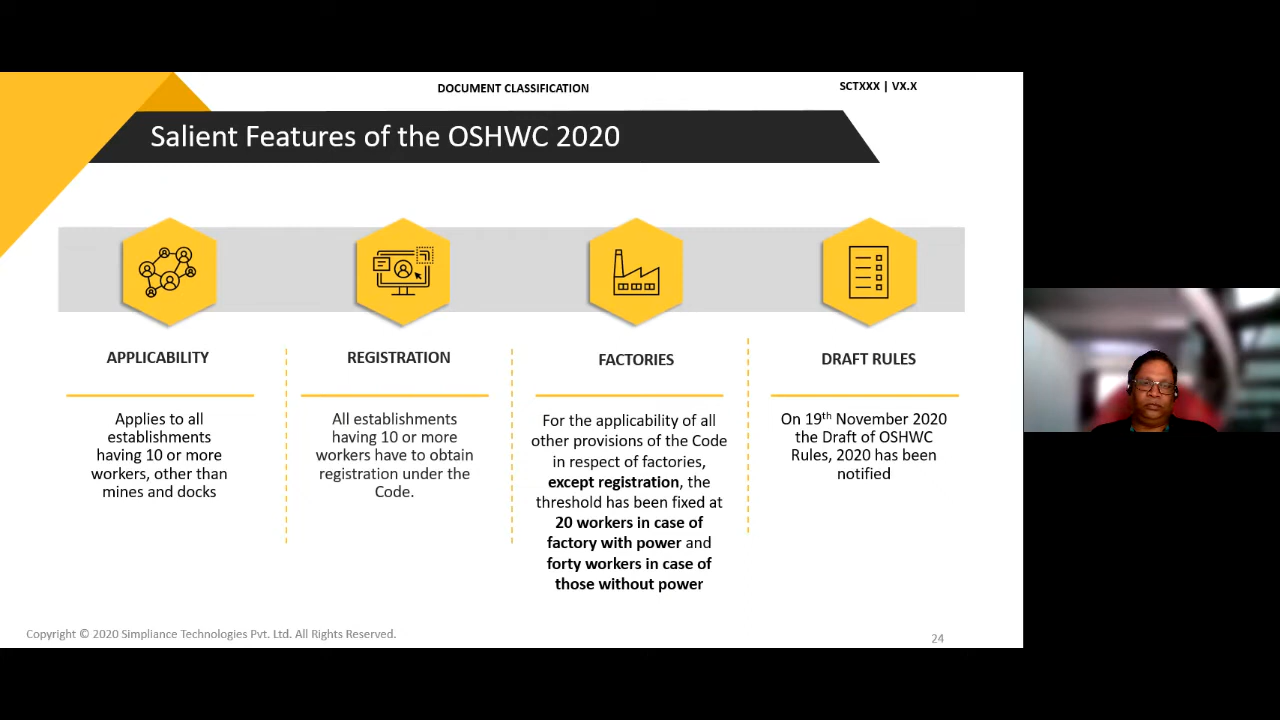 DOCUMENT CLASSIFICATION
SCTXXX | VX.X
Salient Features of the OSHWC 2020
APPLICABILITY
Applies to all
establishments
having 10 or more
workers, other than
mines and docks
REGISTRATION
All establishments
having 10 or more
workers have to obtain
registration under the
Code.
FACTORIES
For the applicability of all
other provisions of the Code
in respect of factories,
except registration, the
threshold has been fixed at
20 workers in case of
factory with power and
forty workers in case of
those without power
DRAFT RULES
On 19th November 2020
the Draft of OSHWC
Rules, 2020 has been
notified
Copyright © 2020 Simpliance Technologies Pvt. Ltd. All Rights Reserved.
24